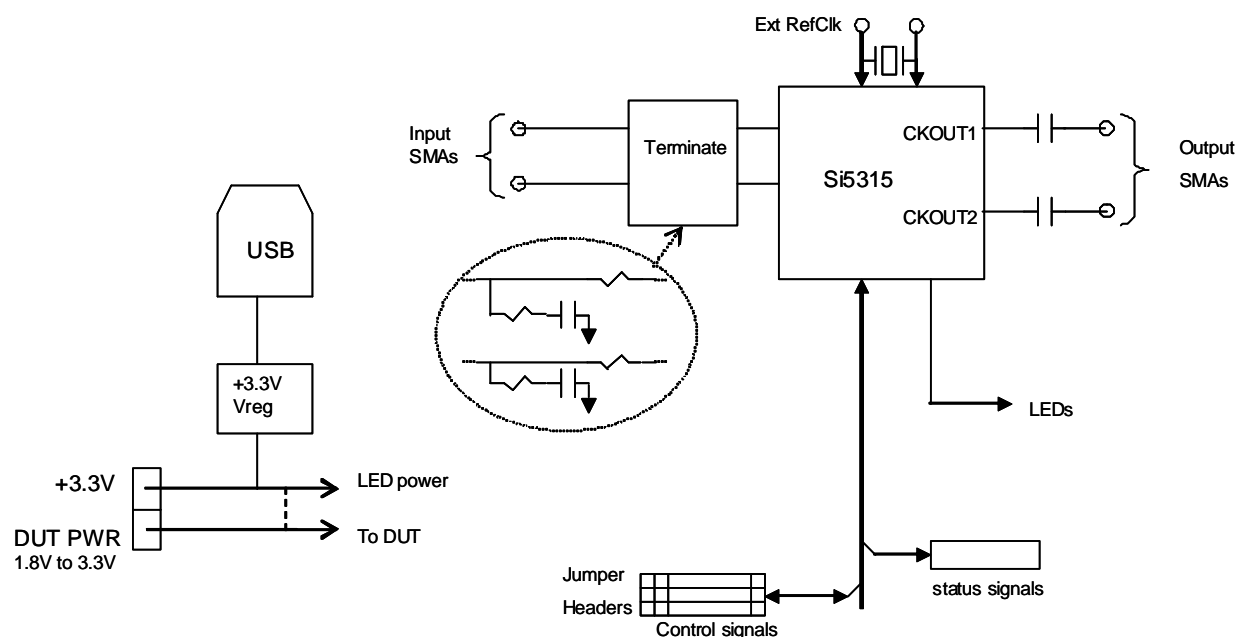 Ext RefClk
Input
SMAs
Terminate
CKOUT1
Si5315
CKOUT2
Output
SMAs
USB
+3.3V
Vreg
LEDs
+3.3V
LED power
DUT PWR
1.8V to 3.3V
To DUT
Jumper
Headers
Control signals
status signals